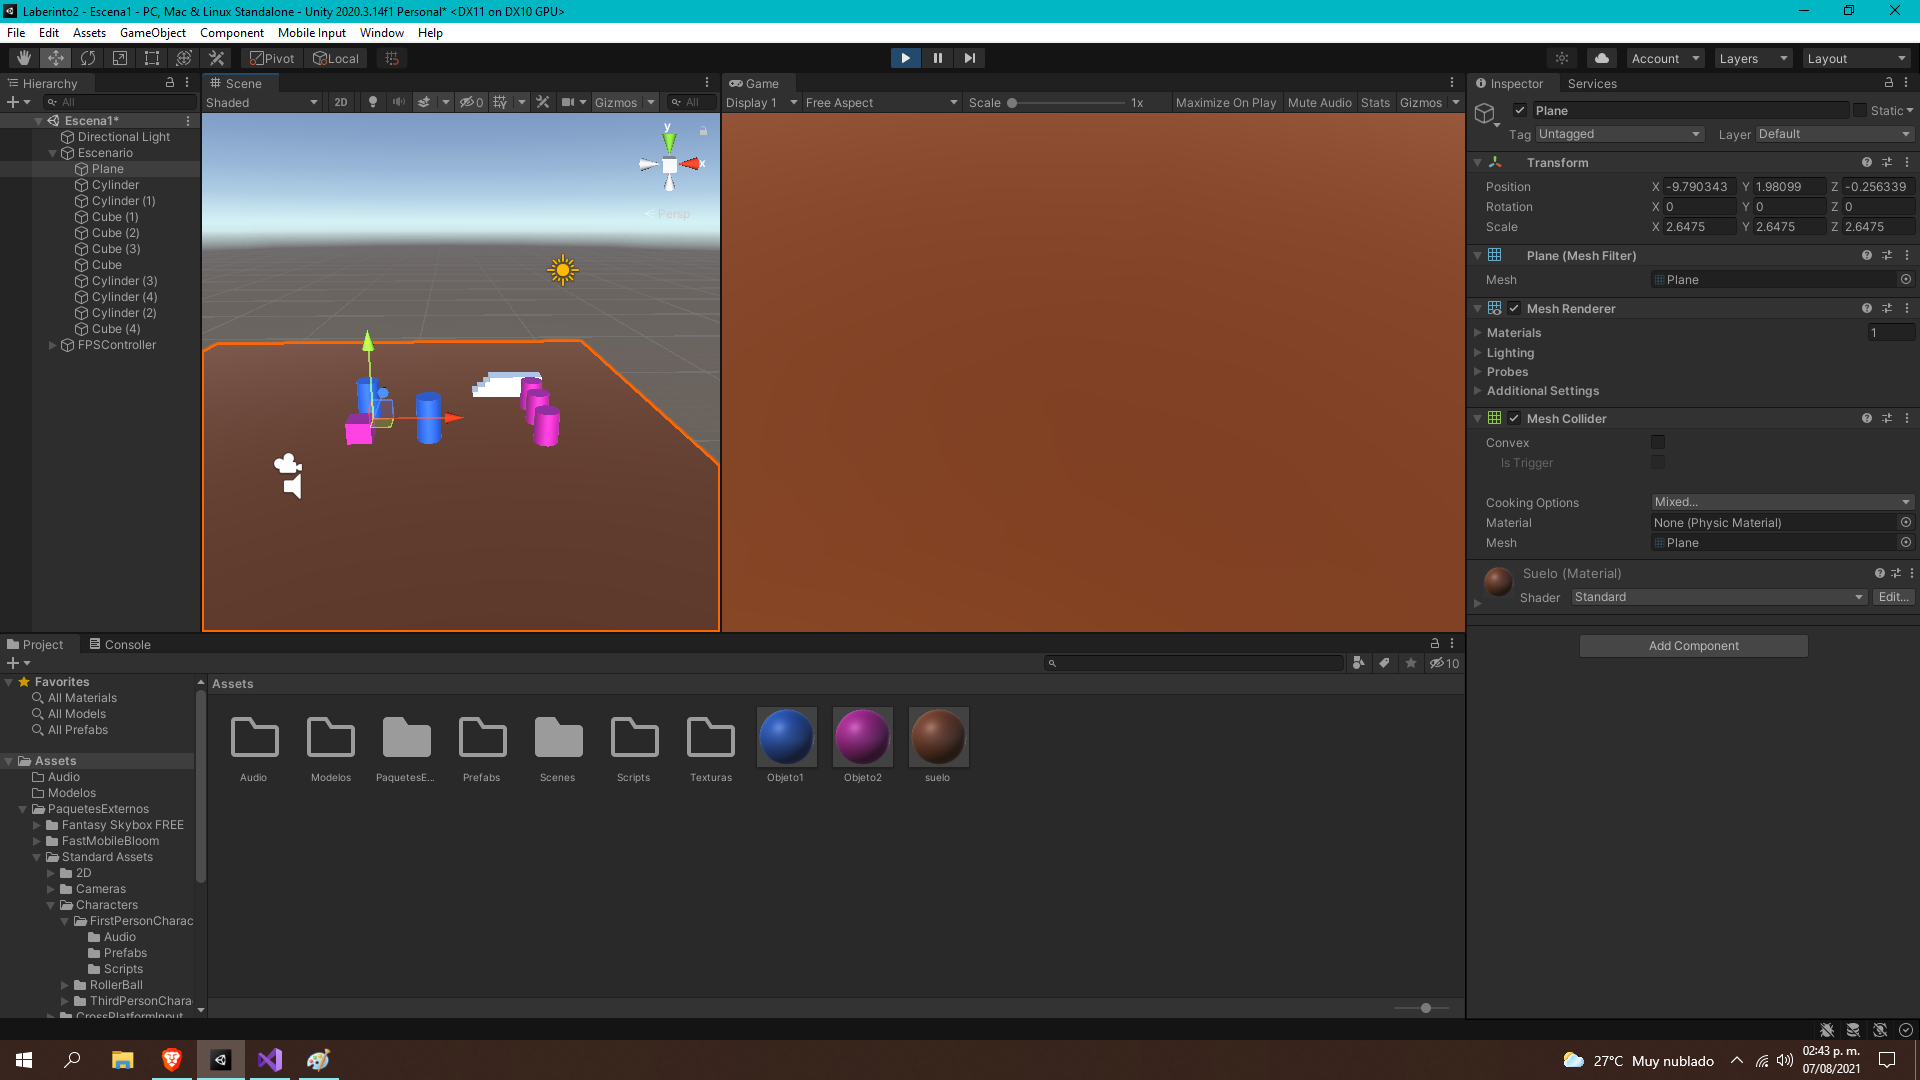 Laberinto2 - Escena1 - PC, Mac & Linux Standalone - Unity 2020.3.14f1 Personal* <DX11 on DX10 GPU>
File Edit Assets GameObject Component Mobile Input Window Help
Pivot Local Account Layers Layout
Hierarchy
All
Escena1*
Directional Light
Escenario
Plane
Cylinder
Cylinder (1)
Cube (1)
Cube (2)
Cube (3)
Cube
Cylinder (3)
Cylinder (4)
Cylinder (2)
Cube (4)
FPSController
Scene
Shaded 2D 0 Gizmos All
y
x
Persp
Game
Display 1 Free Aspect Scale 1x Maximize On Play Mute Audio Stats Gizmos
Inspector Services
Plane Static
Tag Untagged Layer Default
Transform
Position X -9.790343 Y 1.98099 Z -0.256339
Rotation X 0 Y 0 Z 0
Scale X 2.6475 Y 2.6475 Z 2.6475
Plane (Mesh Filter)
Mesh Plane
Mesh Renderer
Materials 1
Lighting
Probes
Additional Settings
Mesh Collider
Convex
Is Trigger
Cooking Options Mixed...
Material None (Physic Material)
Mesh Plane
Suelo (Material)
Shader Standard Edit...
Add Component
Project Console
10
Favorites
All Materials
All Models
All Prefabs
Assets
Audio
Modelos
PaquetesExternos
Fantasy Skybox FREE
FastMobileBloom
Standard Assets
2D
Cameras
Characters
FirstPersonCharac
Audio
Prefabs
Scripts
RollerBall
ThirdPersonChara
CrossPlatformInput
Assets
Audio Modelos PaquetesE... Prefabs Scenes Scripts Texturas Objeto1 Objeto2 suelo
27°C Muy nublado
02:43 p. m.
07/08/2021